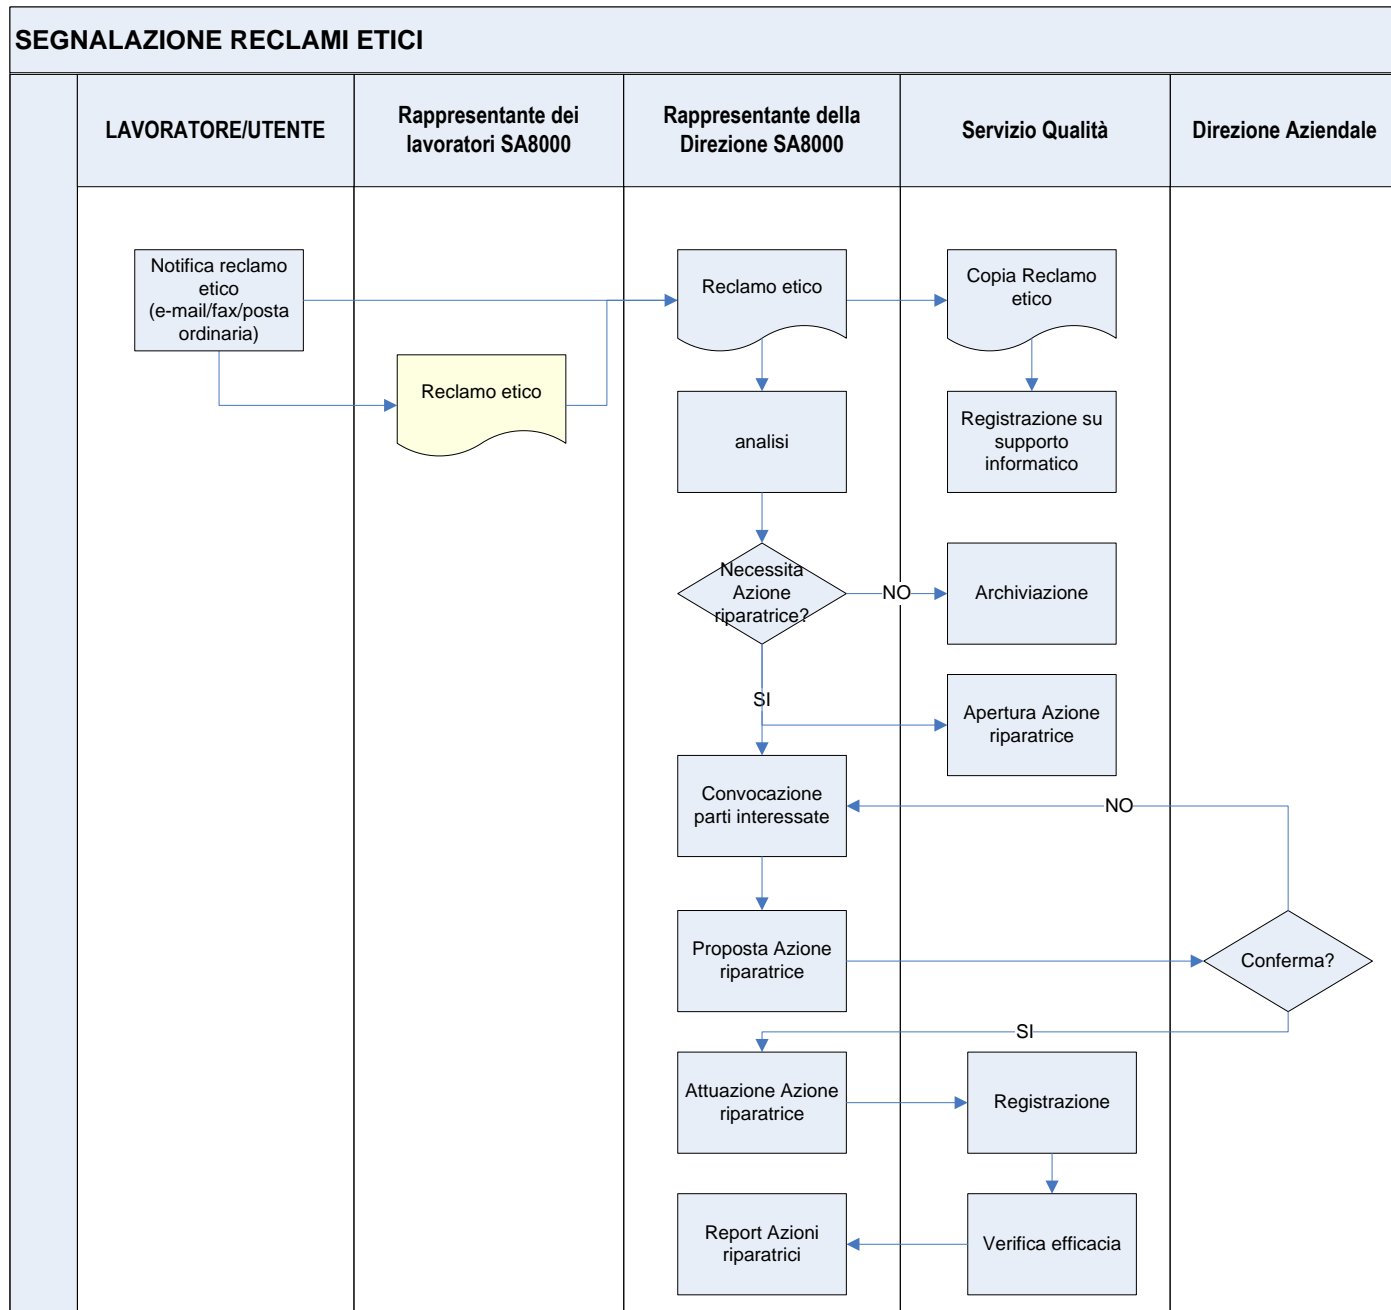 SEGNALAZIONE RECLAMI ETICI
LAVORATORE/UTENTE
Rappresentante dei
lavoratori SA8000
Rappresentante della
Direzione SA8000
Servizio Qualità
Direzione Aziendale
Notifica reclamo
etico
(e-mail/fax/posta
ordinaria)
Reclamo etico
Copia Reclamo
etico
Reclamo etico
analisi
Registrazione su
supporto
informatico
Necessita
Azione
riparatrice?
NO
Archiviazione
SI
Apertura Azione
riparatrice
Convocazione
parti interessate
NO
Proposta Azione
riparatrice
Conferma?
SI
Attuazione Azione
riparatrice
Registrazione
Report Azioni
riparatrici
Verifica efficacia